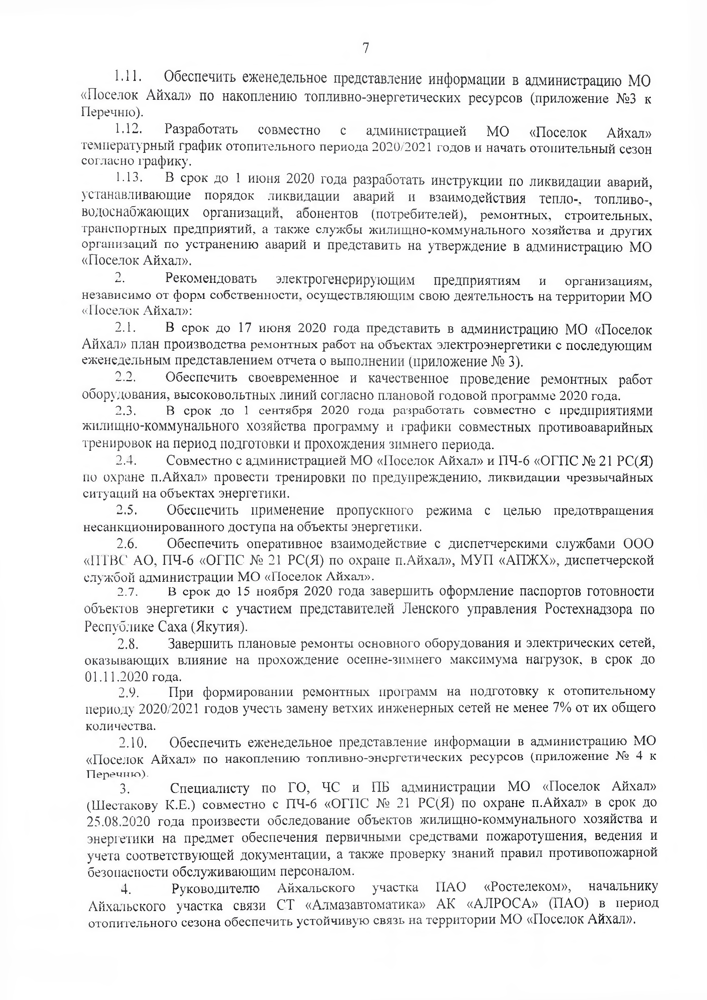 7
1.11. Обеспечить еженедельное представление информации в администрацию МО
«Поселок Айхал» по накоплению топливно-энергетических ресурсов (приложение №3 к
Перечню).
1.12. Разработать совместно с администрацией МО «Поселок Айхал»
температурный график отопительного периода 2020/2021 годов и начать отопительный сезон
согласно графику.
1.13. В срок до 1 июня 2020 года разработать инструкции по ликвидации аварий,
устанавливающие порядок ликвидации аварий и взаимодействия тепло-, топливо-,
водоснабжающих организаций, абонентов (потребителей), ремонтных, строительных,
транспортных предприятий, а также службы жилищно-коммунального хозяйства и других
организаций по устранению аварий и представить на утверждение в администрацию МО
«Поселок Айхал».
2. Рекомендовать электрогенерирующим предприятиям и организациям,
независимо от форм собственности, осуществляющим свою деятельность на территории МО
«Поселок Айхал»:
2.1. В срок до 17 июня 2020 года представить в администрацию МО «Поселок
Айхал» план производства ремонтных работ на объектах электроэнергетики с последующим
еженедельным представлением отчета о выполнении (приложение № 3).
2.2. Обеспечить своевременное и качественное проведение ремонтных работ
оборудования, высоковольтных линий согласно плановой годовой программе 2020 года.
2.3. В срок до 1 сентября 2020 года разработать совместно с предприятиями
жилищно-коммунального хозяйства программу и графики совместных противоаварийных
тренировок на период подготовки и прохождения зимнего периода.
2.4. Совместно с администрацией МО «Поселок Айхал» и ПЧ-6 «ОГПС № 21 РС(Я)
по охране п.Айхал» провести тренировки по предупреждению, ликвидации чрезвычайных
ситуаций на объектах энергетики.
2.5. Обеспечить применение пропускного режима с целью предотвращения
несанкционированного доступа на объекты энергетики.
2.6. Обеспечить оперативное взаимодействие с диспетчерскими службами ООО
«ПТВС АО, ПЧ-6 «ОГПС № 21 РС(Я) по охране п.Айхал», МУП «АПЖХ», диспетчерской
службой администрации МО «Поселок Айхал».
2.7. В срок до 15 ноября 2020 года завершить оформление паспортов готовности
объектов энергетики с участием представителей Ленского управления Ростехнадзора по
Республике Саха (Якутия).
2.8. Завершить плановые ремонты основного оборудования и электрических сетей,
оказывающих влияние на прохождение осенне-зимнего максимума нагрузок, в срок до
01.11.2020 года.
2.9. При формировании ремонтных программ на подготовку к отопительному
периоду 2020/2021 годов учесть замену ветхих инженерных сетей не менее 7% от их общего
количества.
2.10. Обеспечить еженедельное представление информации в администрацию МО
«Поселок Айхал» по накоплению топливно-энергетических ресурсов (приложение № 4 к
Перечню).
3. Специалисту по ГО, ЧС и ПБ администрации МО «Поселок Айхал»
(Шестакову К.Е.) совместно с ПЧ-6 «ОГПС № 21 РС(Я) по охране п.Айхал» в срок до
25.08.2020 года произвести обследование объектов жилищно-коммунального хозяйства и
энергетики на предмет обеспечения первичными средствами пожаротушения, ведения и
учета соответствующей документации, а также проверку знаний правил противопожарной
безопасности обслуживающим персоналом.
4. Руководителю Айхальского участка ПАО «Ростелеком», начальнику
Айхальского участка связи СТ «Алмазавтоматика» АК «АЛРОСА» (ПАО) в период
отопительного сезона обеспечить устойчивую связь на территории МО «Поселок Айхал».